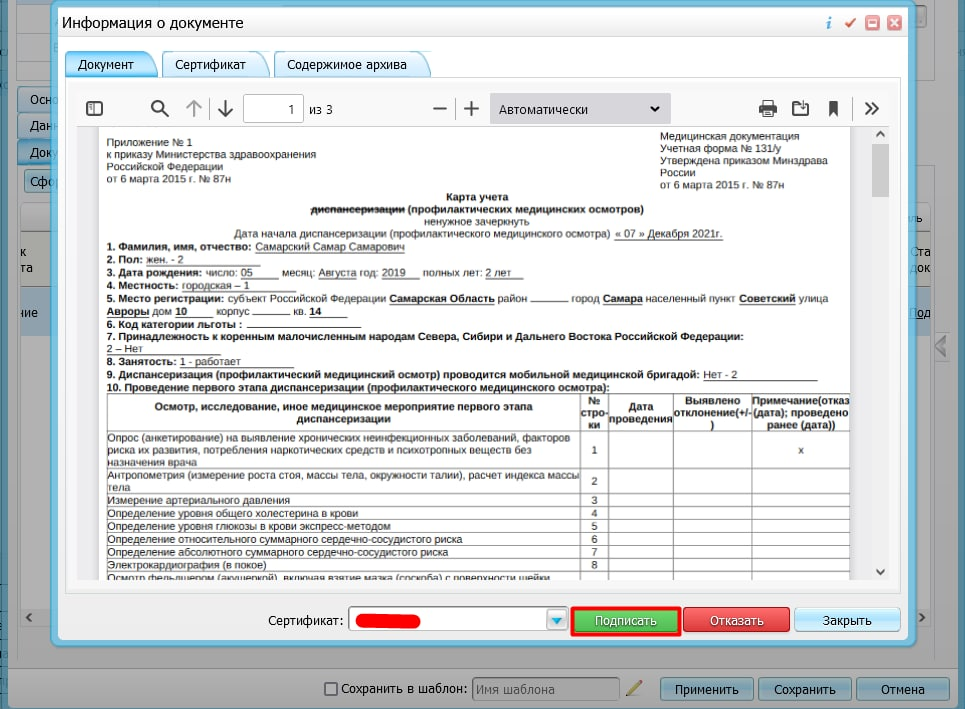 Информация о документе
Документ
Сертификат
Содержимое архива
1 из 3
Автоматически
Приложение № 1
к приказу Министерства здравоохранения
Российской Федерации
от 6 марта 2015 г. № 87н
Медицинская документация
Учетная форма № 131/у
Утверждена приказом Минздрава
России
от 6 марта 2015 г. № 87н
Карта учета
диспансеризации (профилактических медицинских осмотров)
ненужное зачеркнуть
Дата начала диспансеризации (профилактического медицинского осмотра) « 07 » Декабря 2021г.
1. Фамилия, имя, отчество: Самарский Самар Самарович
2. Пол: жен. - 2
3. Дата рождения: число: 05 месяц: Августа год: 2019 полных лет: 2 лет
4. Местность: городская – 1
5. Место регистрации: субъект Российской Федерации Самарская Область район ______ город Самара населенный пункт Советский улица
Авроры дом 10 корпус ______ кв. 14
6. Код категории льготы :
7. Принадлежность к коренным малочисленным народам Севера, Сибири и Дальнего Востока Российской Федерации:
2 – Нет
8. Занятость: 1 - работает
9. Диспансеризация (профилактический медицинский осмотр) проводится мобильной медицинской бригадой: Нет - 2
10. Проведение первого этапа диспансеризации (профилактического медицинского осмотра):
Осмотр, исследование, иное медицинское мероприятие первого этапа
диспансеризации
№
стро-
ки
Дата
проведения
Выявлено
отклонение(+/-
)
Примечание(отказ
(дата); проведено
ранее (дата))
Опрос (анкетирование) на выявление хронических неинфекционных заболеваний, факторов
риска их развития, потребления наркотических средств и психотропных веществ без
назначения врача
1
х
Антропометрия (измерение роста стоя, массы тела, окружности талии), расчет индекса массы
тела
2
Измерение артериального давления 3
Определение уровня общего холестерина в крови 4
Определение уровня глюкозы в крови экспресс-методом 5
Определение относительного суммарного сердечно-сосудистого риска 6
Определение абсолютного суммарного сердечно-сосудистого риска 7
Электрокардиография (в покое) 8
Осмотр фельдшером (акушеркой), включая взятие мазка (соскоба) с поверхности шейки
Сертификат:
Подписать
Отказать
Закрыть
Сохранить в шаблон:
Имя шаблона
Применить
Сохранить
Отмена